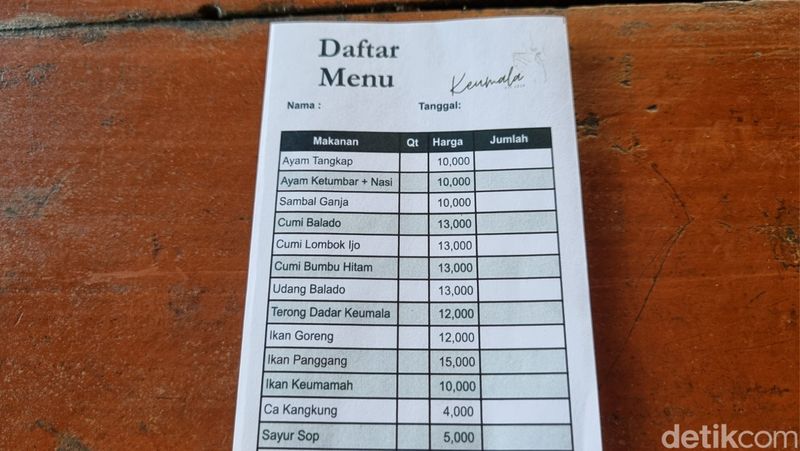 Daftar
Menu
Keumala
Nama :
Tanggal:
Makanan Qt Harga Jumlah
Ayam Tangkap 10,000
Ayam Ketumbar + Nasi 10,000
Sambal Ganja 10,000
Cumi Balado 13,000
Cumi Lombok Ijo 13,000
Cumi Bumbu Hitam 13,000
Udang Balado 13,000
Terong Dadar Keumala 12,000
Ikan Goreng 12,000
Ikan Panggang 15,000
Ikan Keumamah 10,000
Ca Kangkung 4,000
Sayur Sop 5,000
detikcom